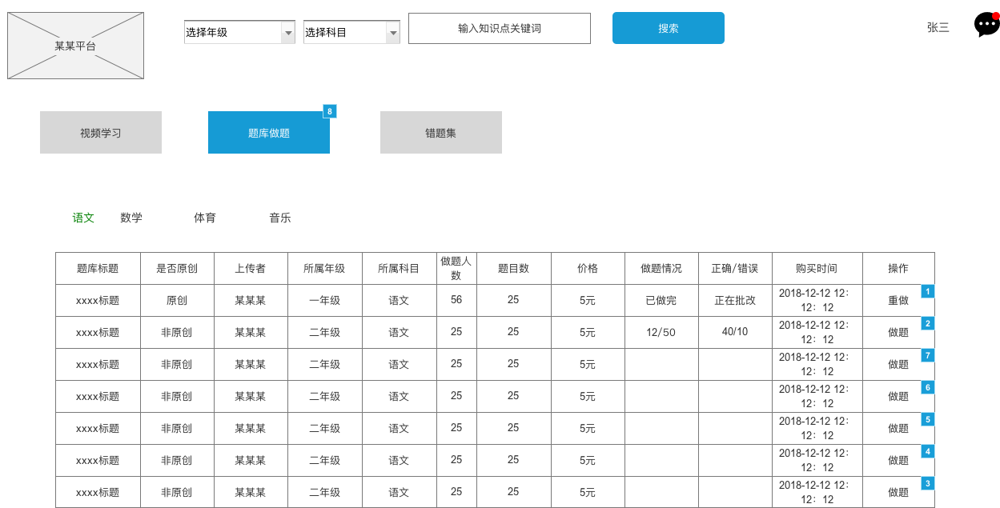 某某平台 选择年级 选择科目 输入知识点关键词 搜索 张三
8
视频学习 题库做题 错题集
语文 数学 体育 音乐
题库标题 是否原创 上传者 所属年级 所属科目 做题人数 题目数 价格 做题情况 正确/错误 购买时间 操作
xxxx标题 原创 某某某 一年级 语文 56 25 5元 已做完 正在批改 2018-12-12 12：12：12 重做 1
xxxx标题 非原创 某某某 二年级 语文 25 25 5元 12/50 40/10 2018-12-12 12：12：12 做题 2
xxxx标题 非原创 某某某 二年级 语文 25 25 5元 2018-12-12 12：12：12 做题 7
xxxx标题 非原创 某某某 二年级 语文 25 25 5元 2018-12-12 12：12：12 做题 6
xxxx标题 非原创 某某某 二年级 语文 25 25 5元 2018-12-12 12：12：12 做题 5
xxxx标题 非原创 某某某 二年级 语文 25 25 5元 2018-12-12 12：12：12 做题 4
xxxx标题 非原创 某某某 二年级 语文 25 25 5元 2018-12-12 12：12：12 做题 3